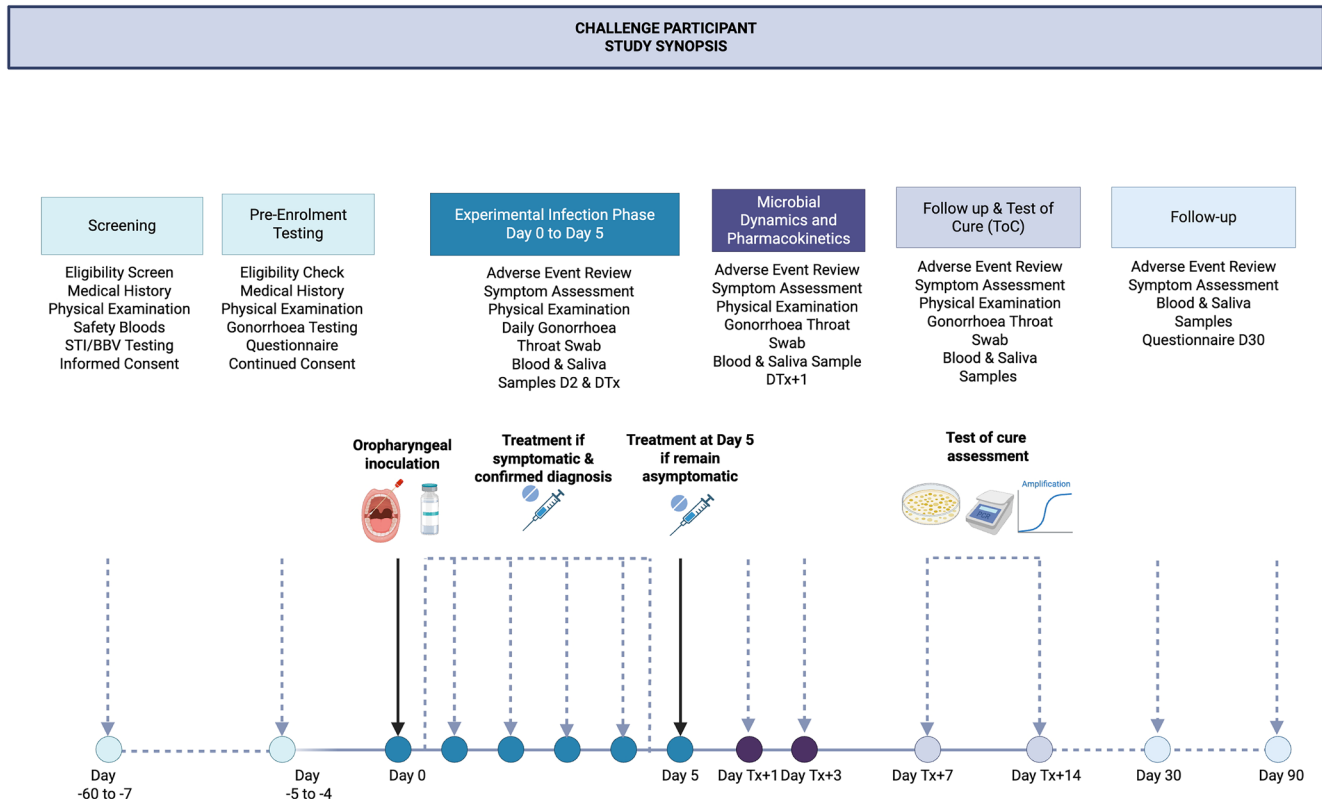 CHALLENGE PARTICIPANT
STUDY SYNOPSIS
Screening
Eligibility Screen
Medical History
Physical Examination
Safety Bloods
STI/BBV Testing
Informed Consent
Pre-Enrolment
Testing
Eligibility Check
Medical History
Physical Examination
Gonorrhoea Testing
Questionnaire
Continued Consent
Experimental Infection Phase
Day 0 to Day 5
Adverse Event Review
Symptom Assessment
Physical Examination
Daily Gonorrhoea
Throat Swab
Blood & Saliva
Samples D2 & DTx
Microbial
Dynamics and
Pharmacokinetics
Adverse Event Review
Symptom Assessment
Physical Examination
Gonorrhoea Throat
Swab
Blood & Saliva Sample
DTx+1
Follow up & Test of
Cure (ToC)
Adverse Event Review
Symptom Assessment
Physical Examination
Gonorrhoea Throat
Swab
Blood & Saliva
Samples
Follow-up
Adverse Event Review
Symptom Assessment
Blood & Saliva
Samples
Questionnaire D30
Oropharyngeal
inoculation
Treatment if
symptomatic &
confirmed diagnosis
Treatment at Day 5
if remain
asymptomatic
Test of cure
assessment
PCR
Amplification
Day
-60 to -7
Day
-5 to -4
Day 0
Day 5
Day Tx+1
Day Tx+3
Day Tx+7
Day Tx+14
Day 30
Day 90